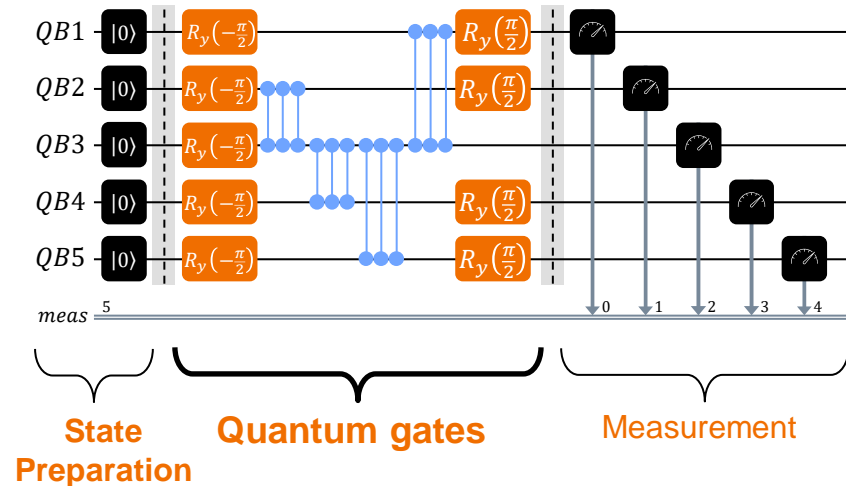 QB1 |0⟩ R_y(−π/2) R_y(π/2)
QB2 |0⟩ R_y(−π/2) R_y(π/2)
QB3 |0⟩ R_y(−π/2)
QB4 |0⟩ R_y(−π/2) R_y(π/2)
QB5 |0⟩ R_y(−π/2) R_y(π/2)
meas 5 0 1 2 3 4
State
Preparation
Quantum gates
Measurement